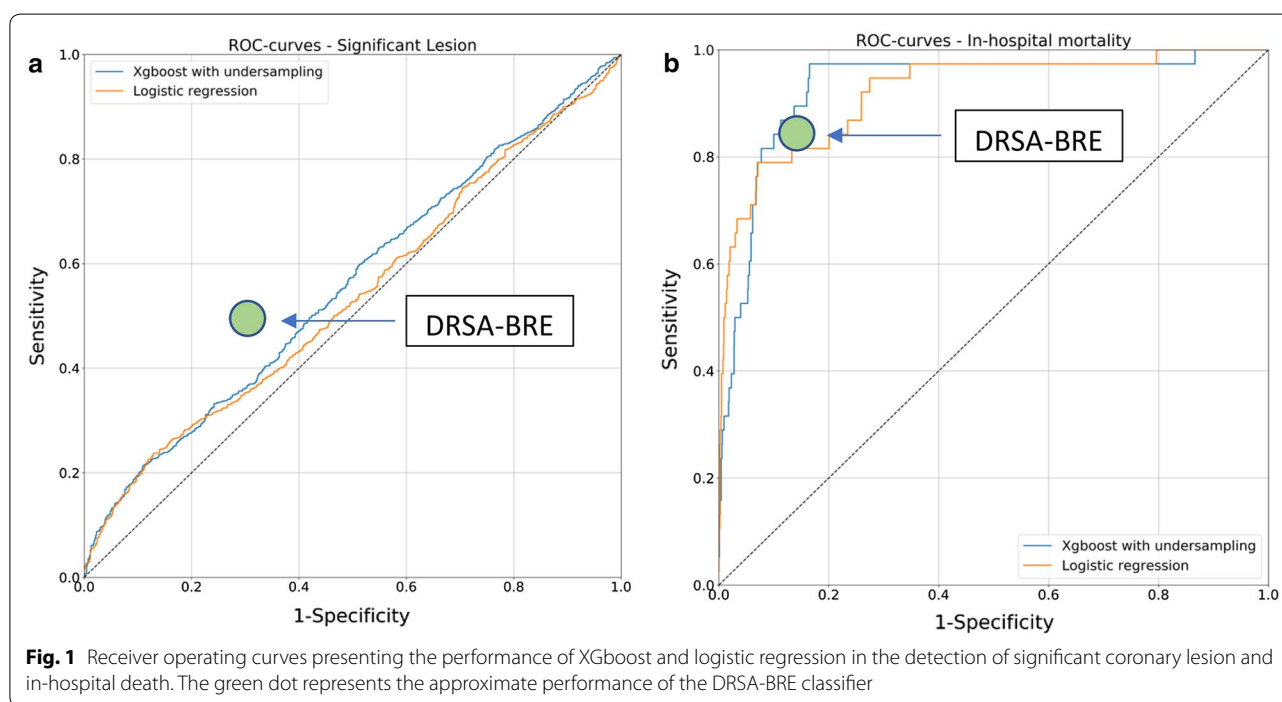 a
ROC-curves - Significant Lesion
Xgboost with undersampling
Logistic regression
1.0
0.8
0.6
0.4
0.2
0.0
Sensitivity
DRSA-BRE
0.0 0.2 0.4 0.6 0.8 1.0
1-Specificity
b
ROC-curves - In-hospital mortality
1.0
0.8
0.6
0.4
0.2
0.0
Sensitivity
DRSA-BRE
Xgboost with undersampling
Logistic regression
0.0 0.2 0.4 0.6 0.8 1.0
1-Specificity
Fig. 1 Receiver operating curves presenting the performance of XGboost and logistic regression in the detection of significant coronary lesion and
in-hospital death. The green dot represents the approximate performance of the DRSA-BRE classifier